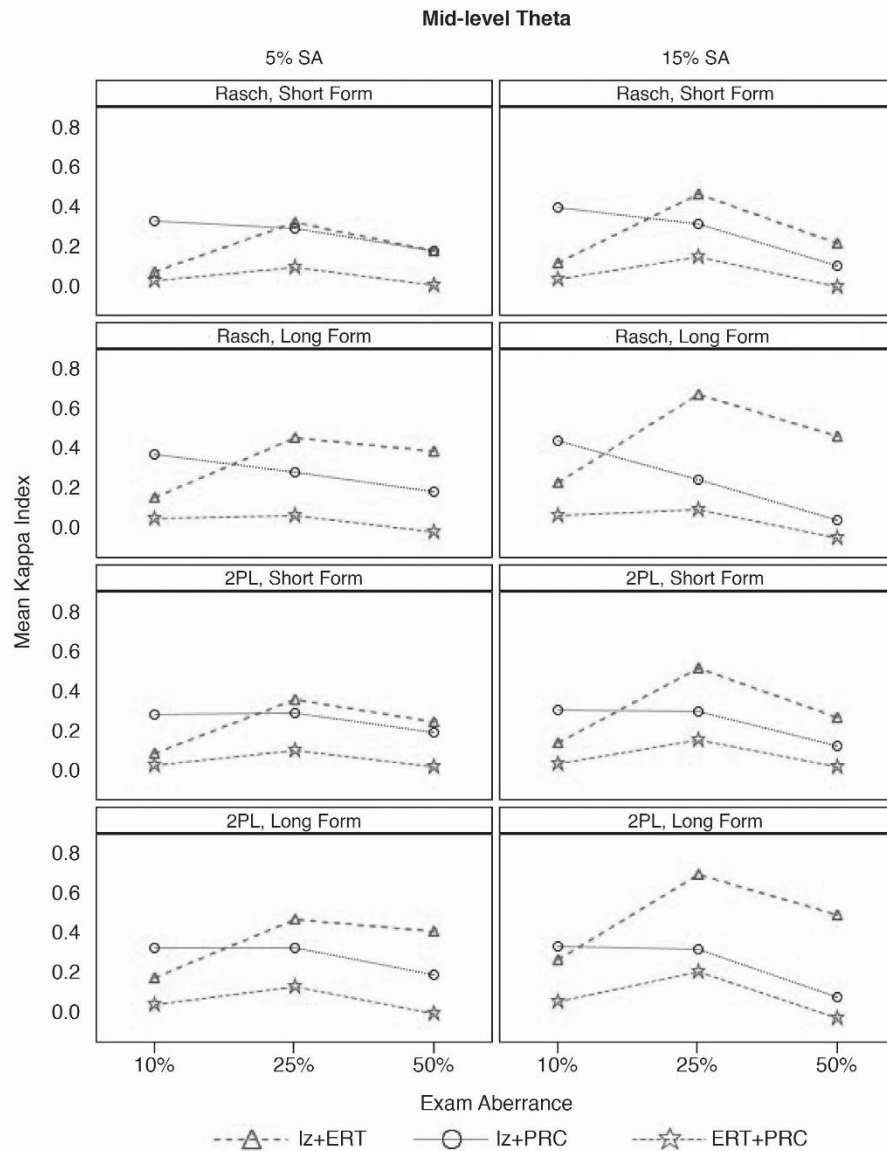 Mid-level Theta
5% SA
15% SA
Rasch, Short Form
Rasch, Short Form
0.8
0.6
0.4
0.2
0.0
Rasch, Long Form
Rasch, Long Form
0.8
0.6
0.4
0.2
0.0
Mean Kappa Index
2PL, Short Form
2PL, Short Form
0.8
0.6
0.4
0.2
0.0
2PL, Long Form
2PL, Long Form
0.8
0.6
0.4
0.2
0.0
10% 25% 50%
10% 25% 50%
Exam Aberrance
lz+ERT lz+PRC ERT+PRC